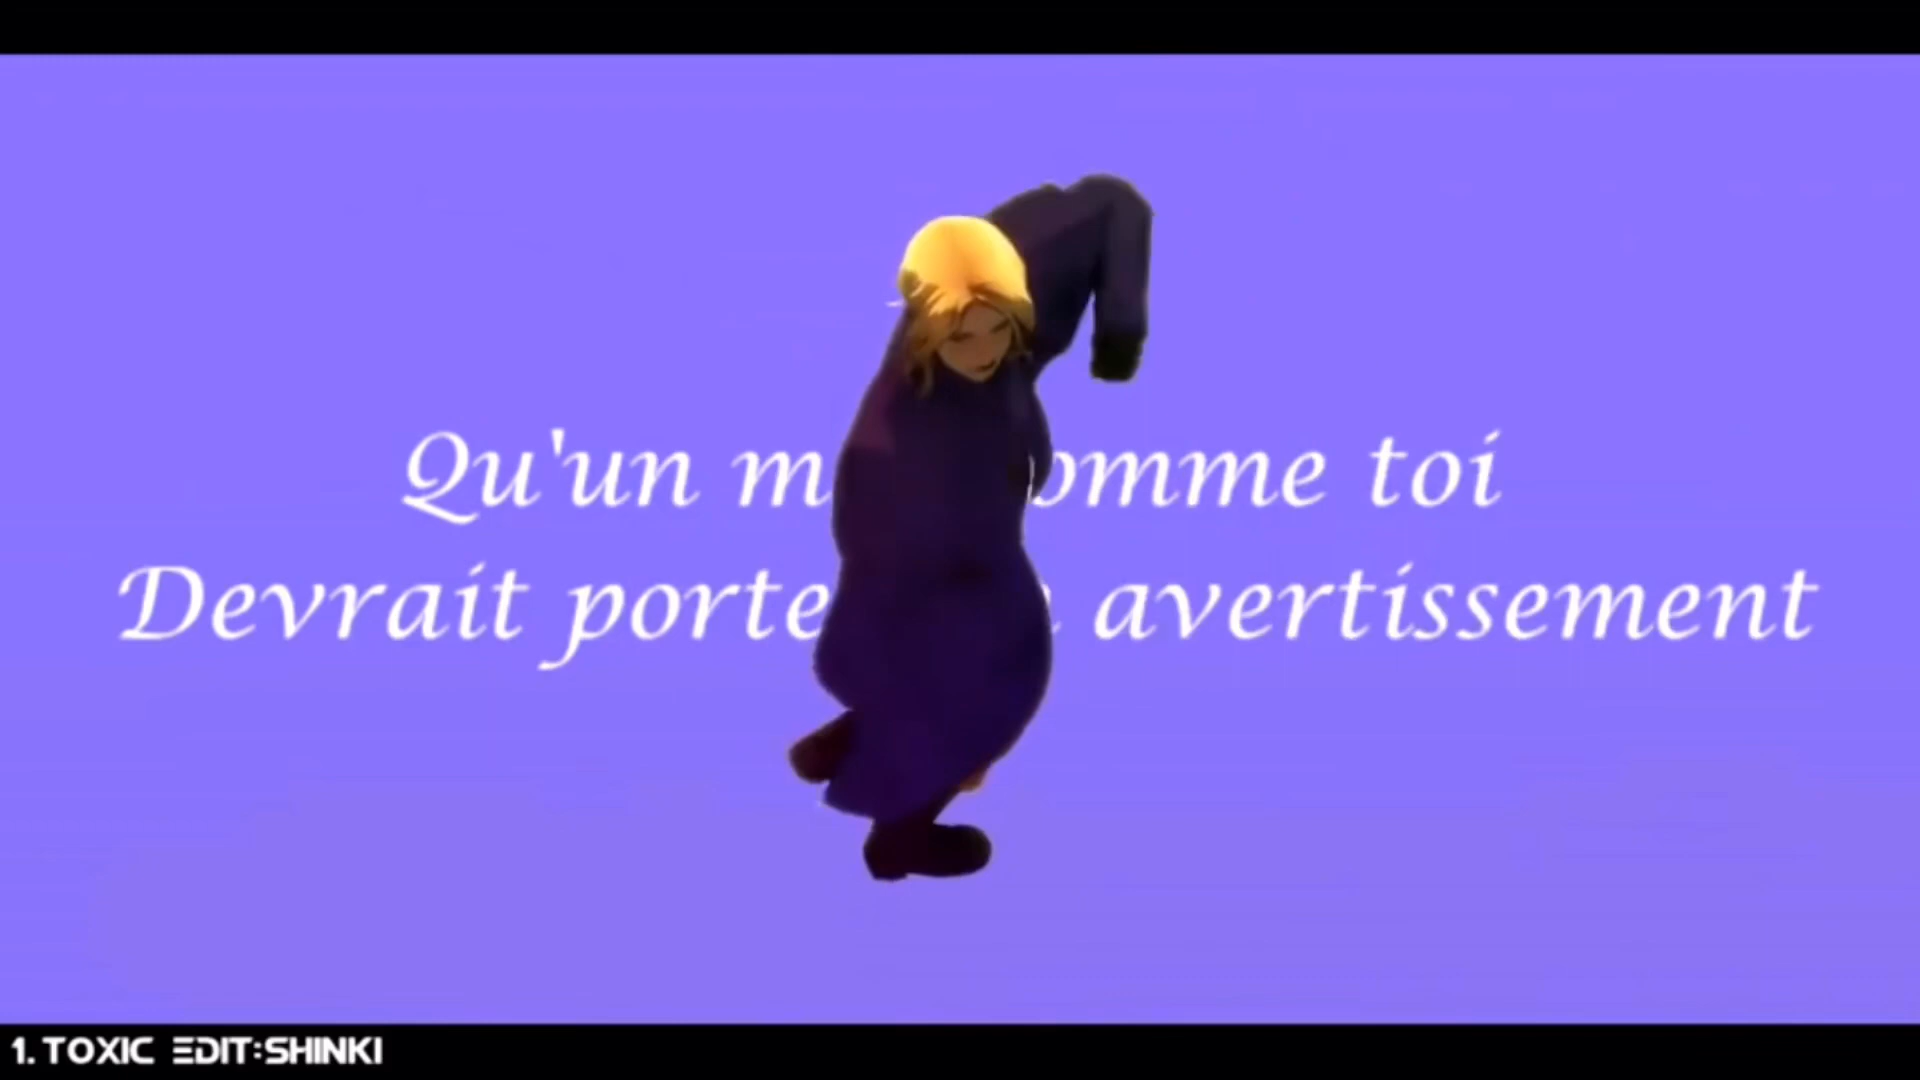 Qu'un m omme toi
Devrait porte avertissement
1. TOXIC EDIT:SHINKI